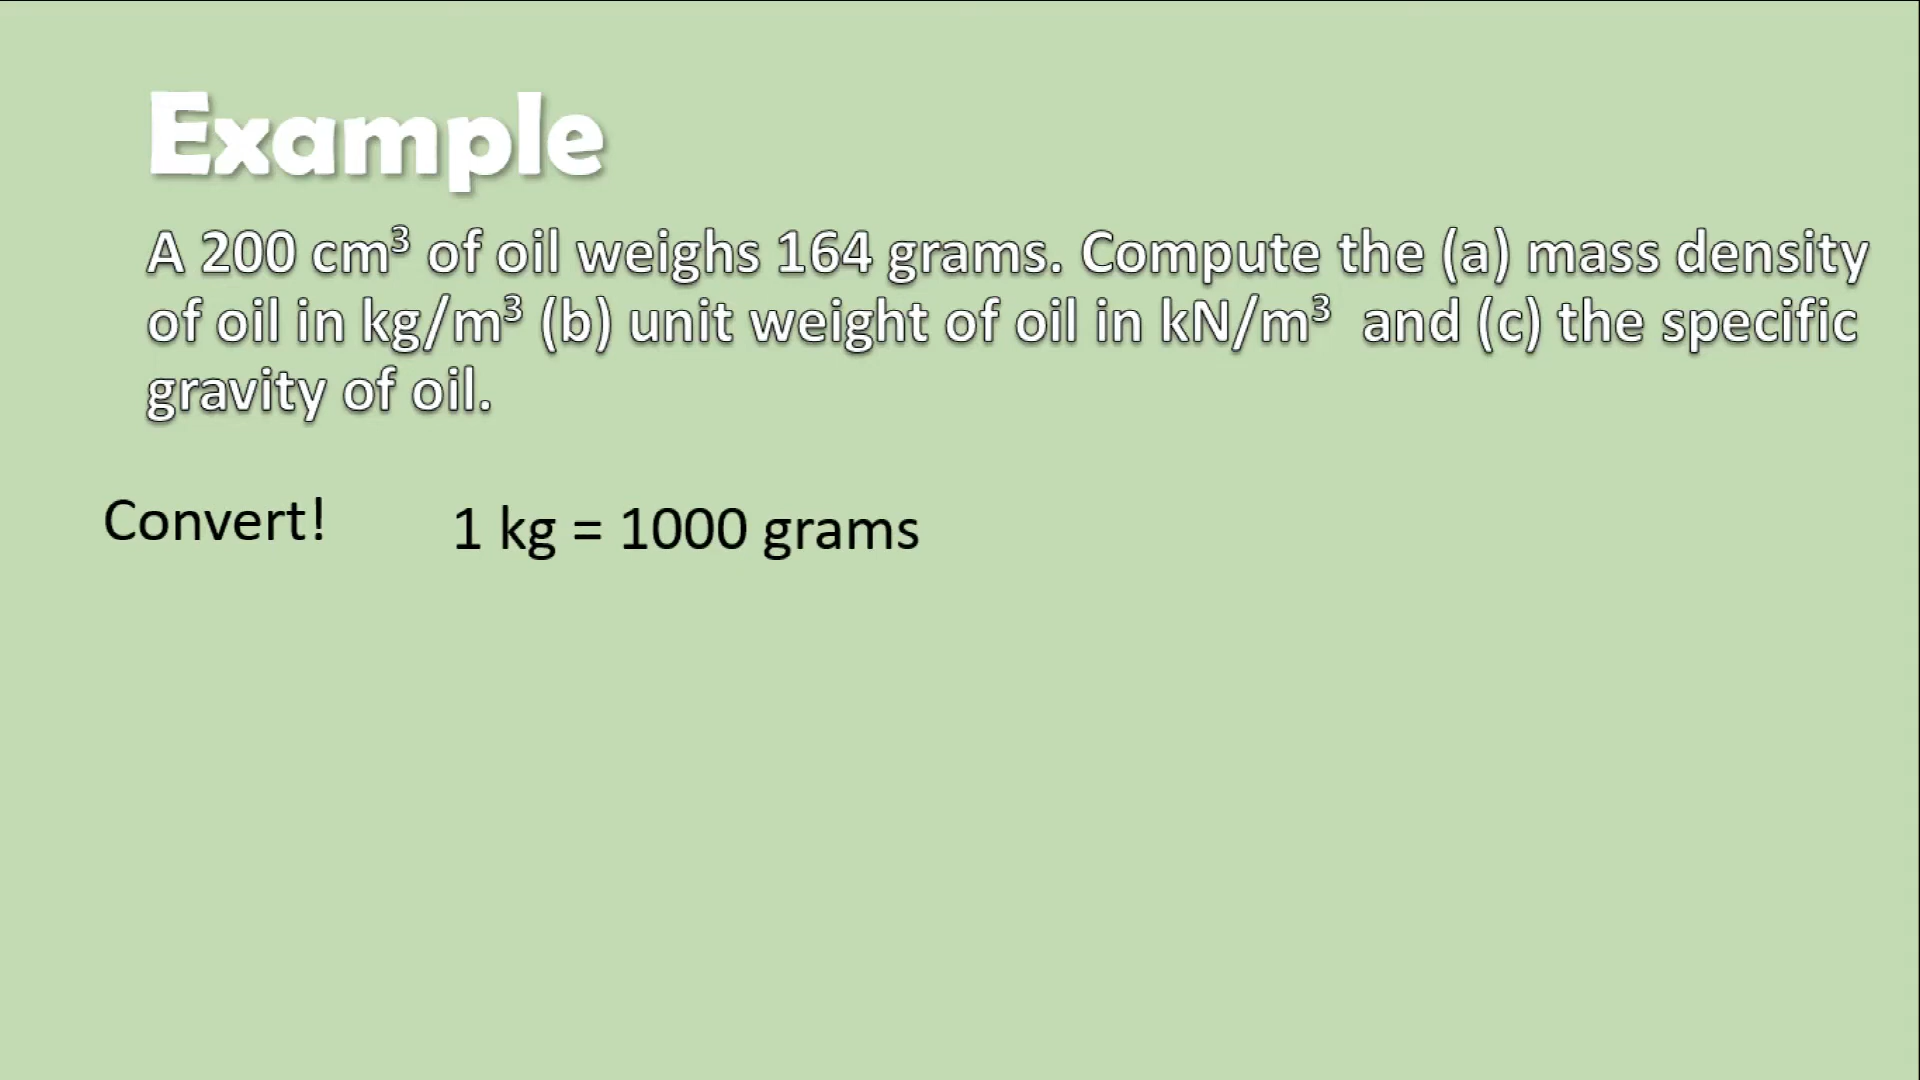 Example
A 200 cm³ of oil weighs 164 grams. Compute the (a) mass density
of oil in kg/m³ (b) unit weight of oil in kN/m³ and (c) the specific
gravity of oil.
Convert! 1 kg = 1000 grams